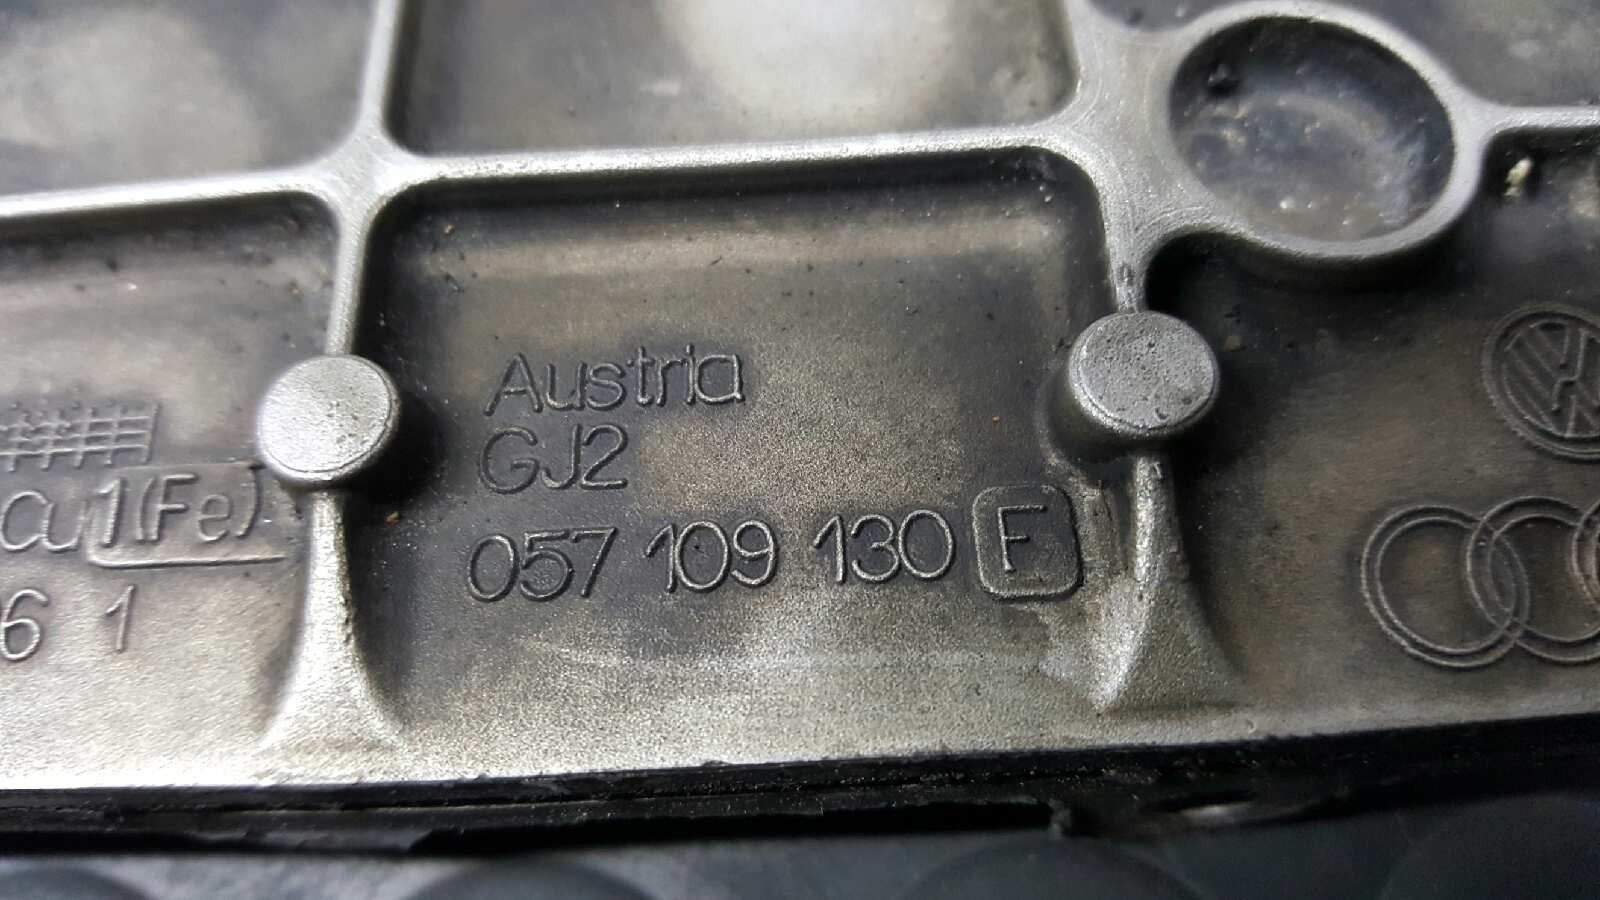 Cu1(Fe)
6 1
Austria
GJ2
057 109 130 F